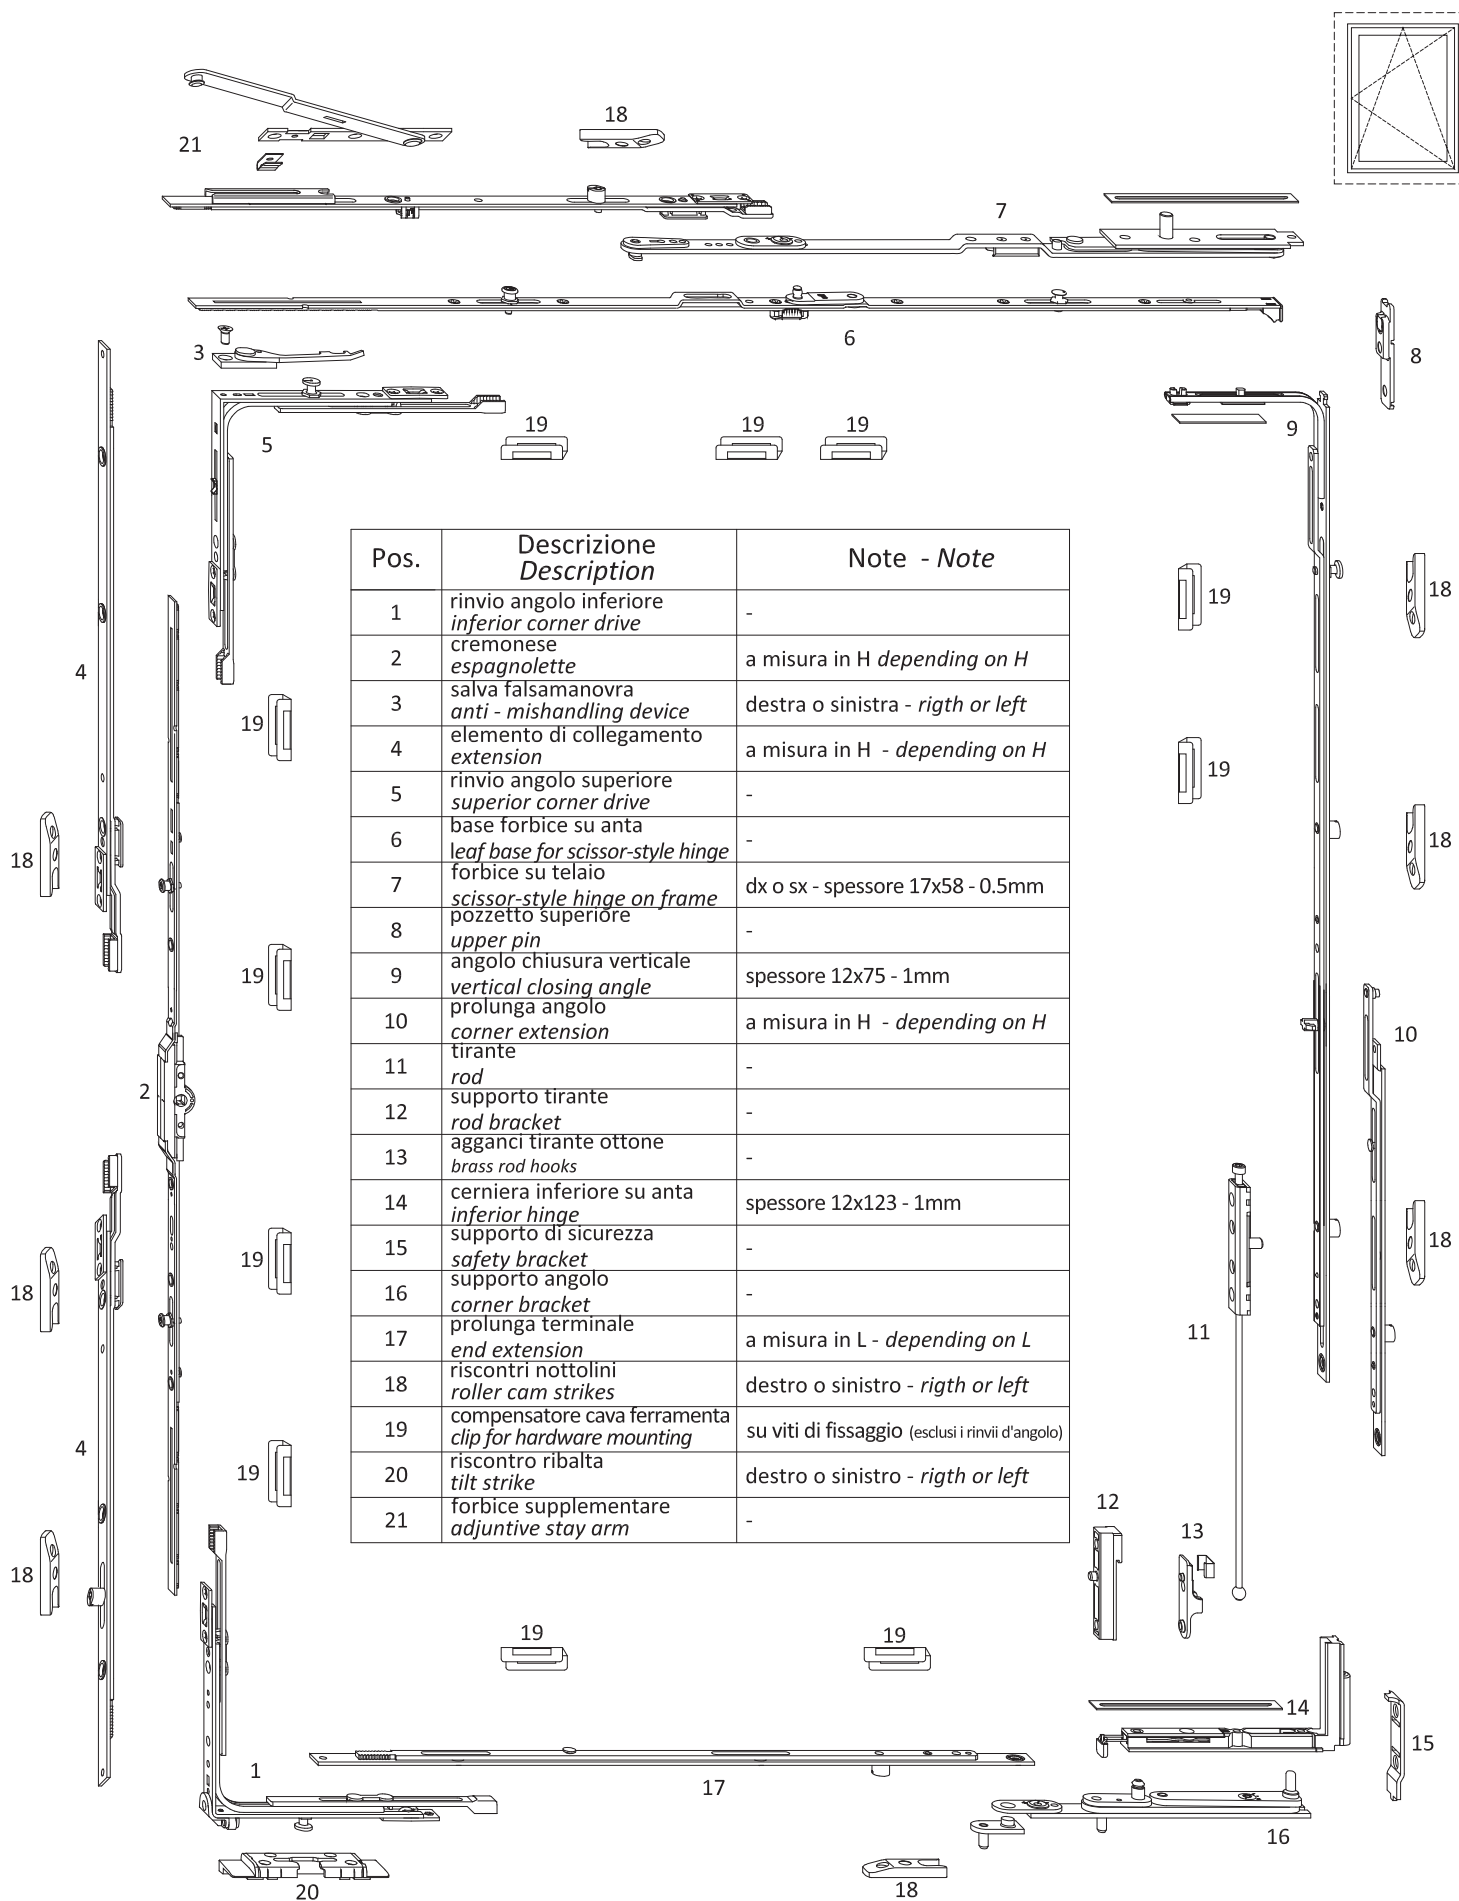 21
18
7
6
3
8
5
9
19
19
19
Pos.
Descrizione
Description
Note - Note
1
rinvio angolo inferiore
inferior corner drive
-
2
cremonese
espagnolette
a misura in H depending on H
3
salva falsamanovra
anti - mishandling device
destra o sinistra - rigth or left
4
elemento di collegamento
extension
a misura in H - depending on H
5
rinvio angolo superiore
superior corner drive
-
6
base forbice su anta
leaf base for scissor-style hinge
-
7
forbice su telaio
scissor-style hinge on frame
dx o sx - spessore 17x58 - 0.5mm
8
pozzetto superiore
upper pin
-
9
angolo chiusura verticale
vertical closing angle
spessore 12x75 - 1mm
10
prolunga angolo
corner extension
a misura in H - depending on H
11
tirante
rod
-
12
supporto tirante
rod bracket
-
13
agganci tirante ottone
brass rod hooks
-
14
cerniera inferiore su anta
inferior hinge
spessore 12x123 - 1mm
15
supporto di sicurezza
safety bracket
-
16
supporto angolo
corner bracket
-
17
prolunga terminale
end extension
a misura in L - depending on L
18
riscontri nottolini
roller cam strikes
destro o sinistro - rigth or left
19
compensatore cava ferramenta
clip for hardware mounting
su viti di fissaggio (esclusi i rinvii d'angolo)
20
riscontro ribalta
tilt strike
destro o sinistro - rigth or left
21
forbice supplementare
adjuntive stay arm
-
19
18
4
19
19
18
18
19
10
2
19
18
18
11
4
19
12
13
18
19
19
14
15
1
17
16
18
20